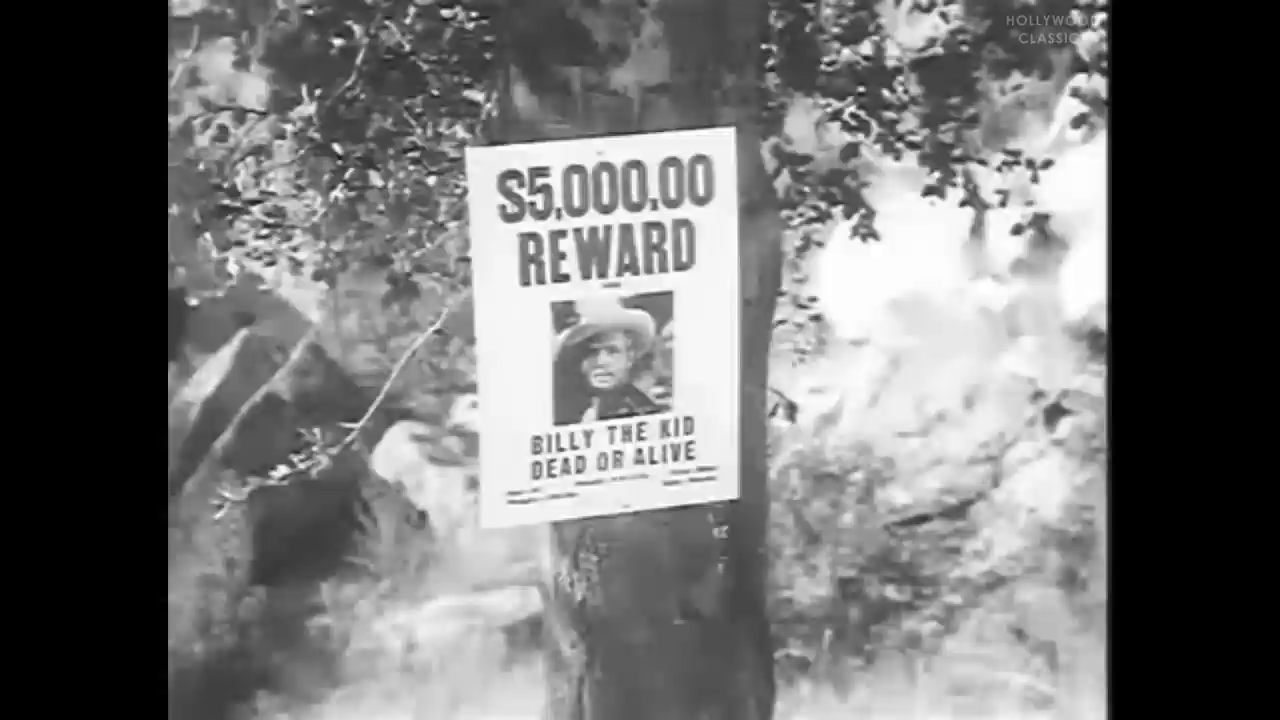 HOLLYWOOD
CLASSICS
$5,000.00
REWARD
BILLY THE KID
DEAD OR ALIVE